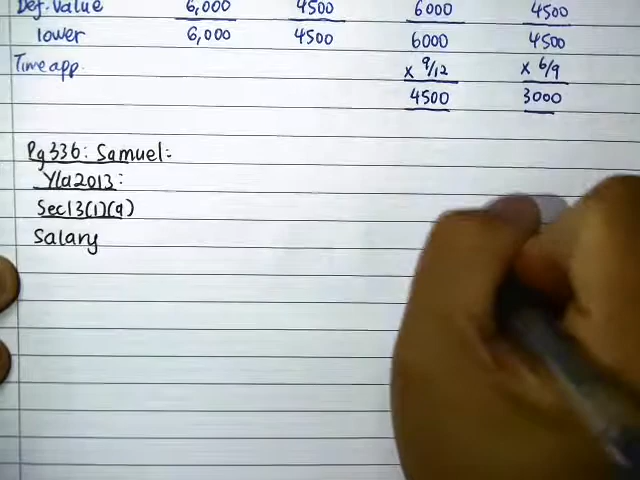 Def. Value 6,000 4500 6000 4500
lower 6,000 4500 6000 4500
Time app. x 9/12 x 6/9
4500 3000
Pg 336: Samuel:
Y/a 2013:
Sec 13(1)(a)
Salary